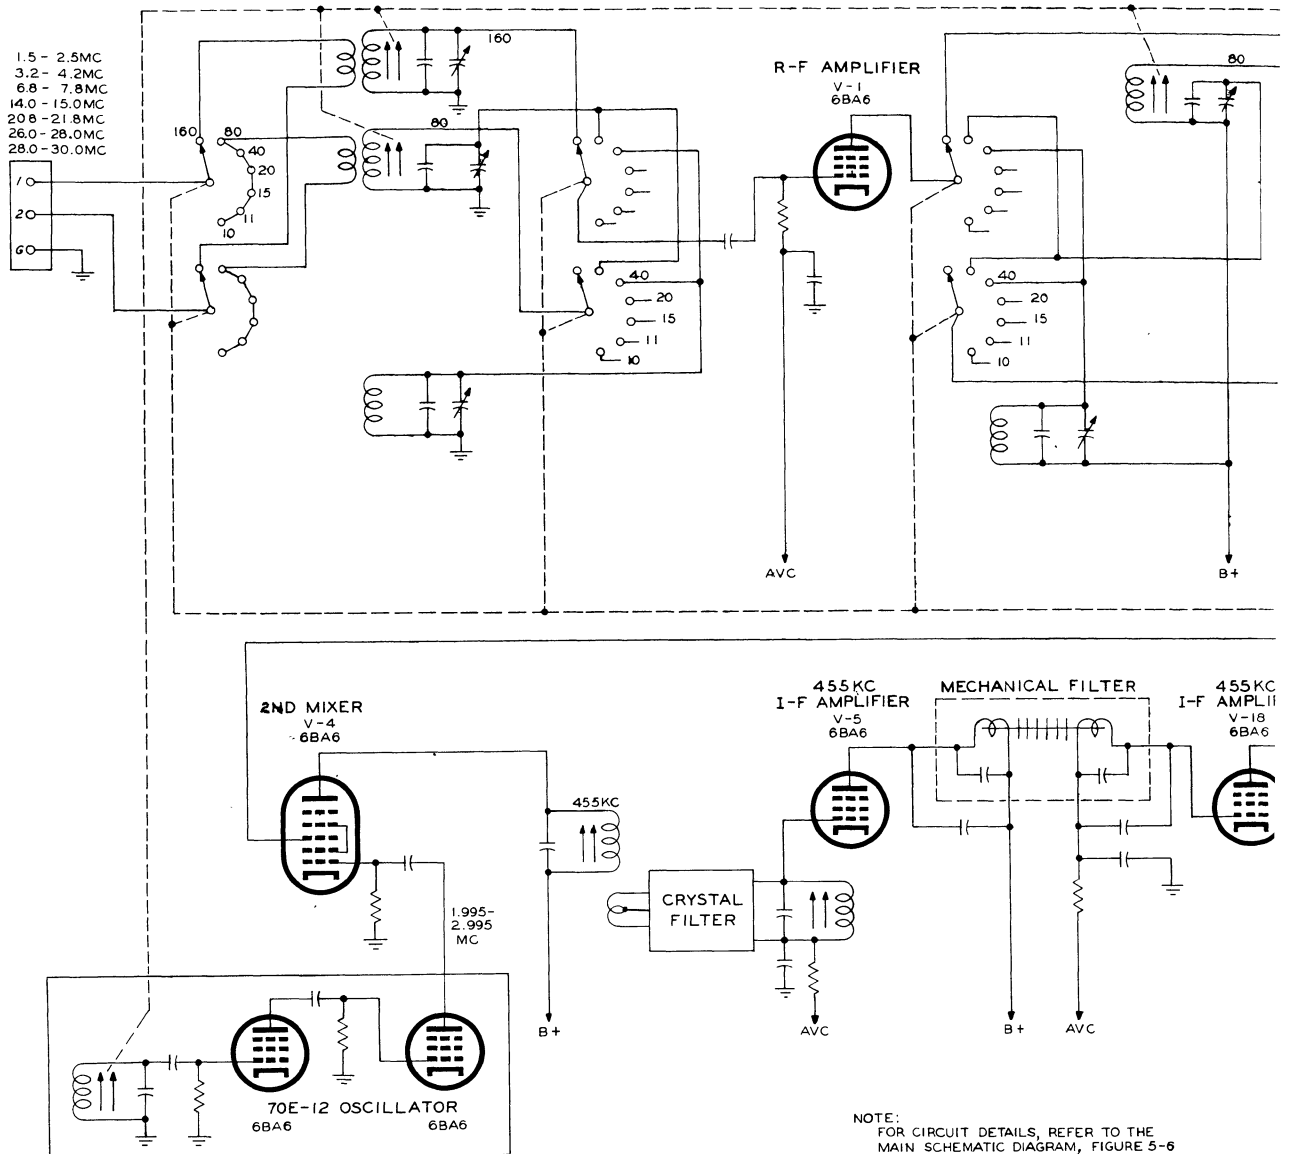 1.5 - 2.5MC
3.2 - 4.2MC
6.8 - 7.8MC
14.0 - 15.0MC
20 8 - 21.8MC
26.0 - 28.0MC
28.0 - 30.0MC
1
2
G
160
80
40
20
15
11
10
160
80
40
20
15
11
10
R-F AMPLIFIER
V-1
6BA6
AVC
40
20
15
11
10
80
B+
2ND MIXER
V-4
6BA6
455KC
1.995-
2.995
MC
B+
CRYSTAL
FILTER
AVC
455KC
I-F AMPLIFIER
V-5
6BA6
MECHANICAL FILTER
B+
AVC
455KC
I-F AMPLIF
V-18
6BA6
70E-12 OSCILLATOR
6BA6
6BA6
NOTE:
FOR CIRCUIT DETAILS, REFER TO THE
MAIN SCHEMATIC DIAGRAM, FIGURE 5-6